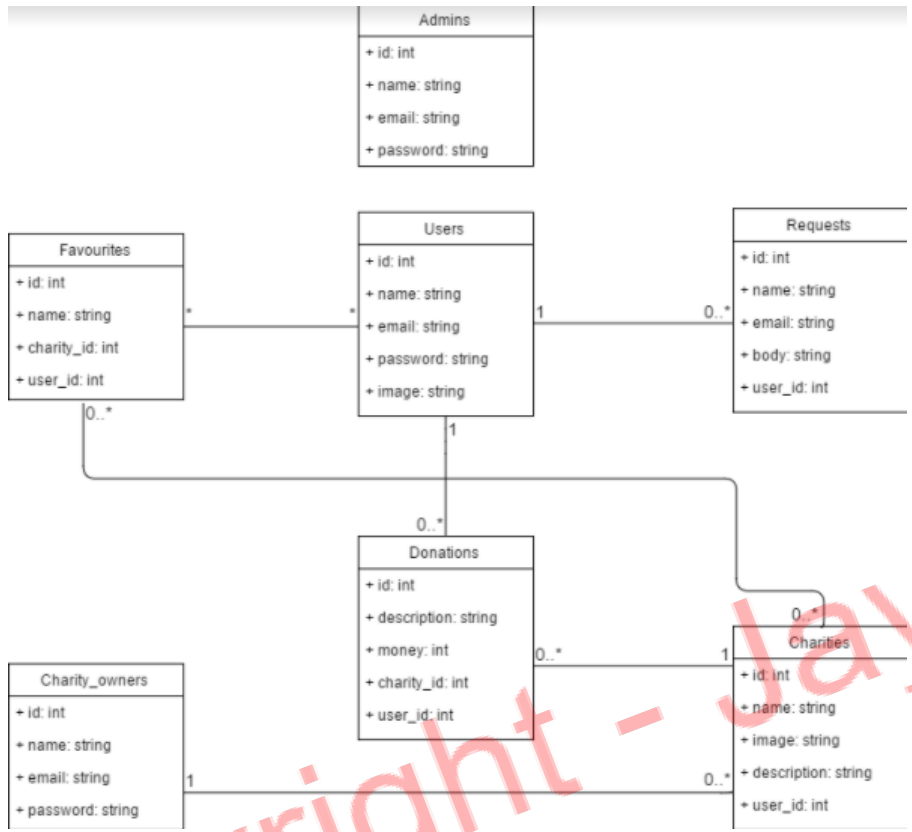 Admins
+ id: int
+ name: string
+ email: string
+ password: string
Users
+ id: int
+ name: string
+ email: string
+ password: string
+ image: string
Requests
+ id: int
+ name: string
+ email: string
+ body: string
+ user_id: int
Favourites
+ id: int
+ name: string
+ charity_id: int
+ user_id: int
*
*
1
0..*
0..*
1
0..*
Donations
+ id: int
+ description: string
+ money: int
+ charity_id: int
+ user_id: int
0..*
1
0..*
Charities
+ id: int
+ name: string
+ image: string
+ description: string
+ user_id: int
Charity_owners
+ id: int
+ name: string
+ email: string
+ password: string
1
0..*